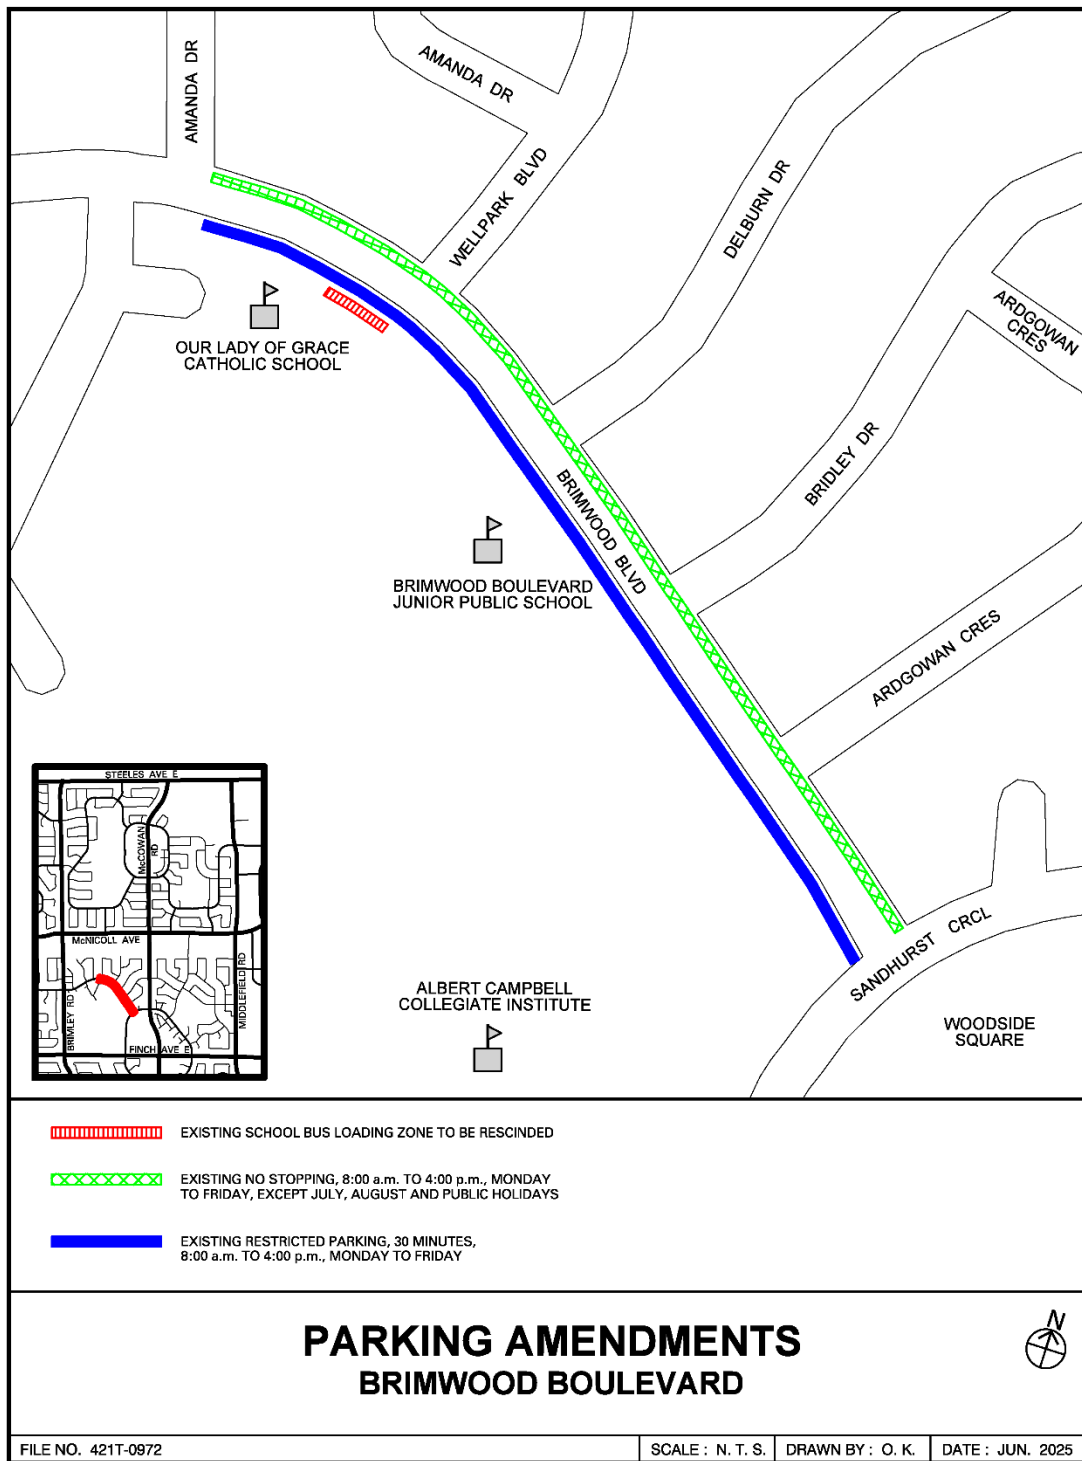 AMANDA DR
AMANDA DR
WELLPARK BLVD
DELBURN DR
ARDGOWAN
CRES
OUR LADY OF GRACE
CATHOLIC SCHOOL
BRIDLEY DR
BRIMWOOD BLVD
BRIMWOOD BOULEVARD
JUNIOR PUBLIC SCHOOL
ARDGOWAN CRES
SANDHURST CRCL
ALBERT CAMPBELL
COLLEGIATE INSTITUTE
WOODSIDE
SQUARE
STEELES AVE E
McCOWAN
RD
McNICOLL AVE
BRIMLEY RD
MIDDLEFIELD RD
FINCH AVE E
EXISTING SCHOOL BUS LOADING ZONE TO BE RESCINDED
EXISTING NO STOPPING, 8:00 a.m. TO 4:00 p.m., MONDAY
TO FRIDAY, EXCEPT JULY, AUGUST AND PUBLIC HOLIDAYS
EXISTING RESTRICTED PARKING, 30 MINUTES,
8:00 a.m. TO 4:00 p.m., MONDAY TO FRIDAY
PARKING AMENDMENTS
BRIMWOOD BOULEVARD
N
FILE NO. 421T-0972
SCALE : N. T. S.
DRAWN BY : O. K.
DATE : JUN. 2025